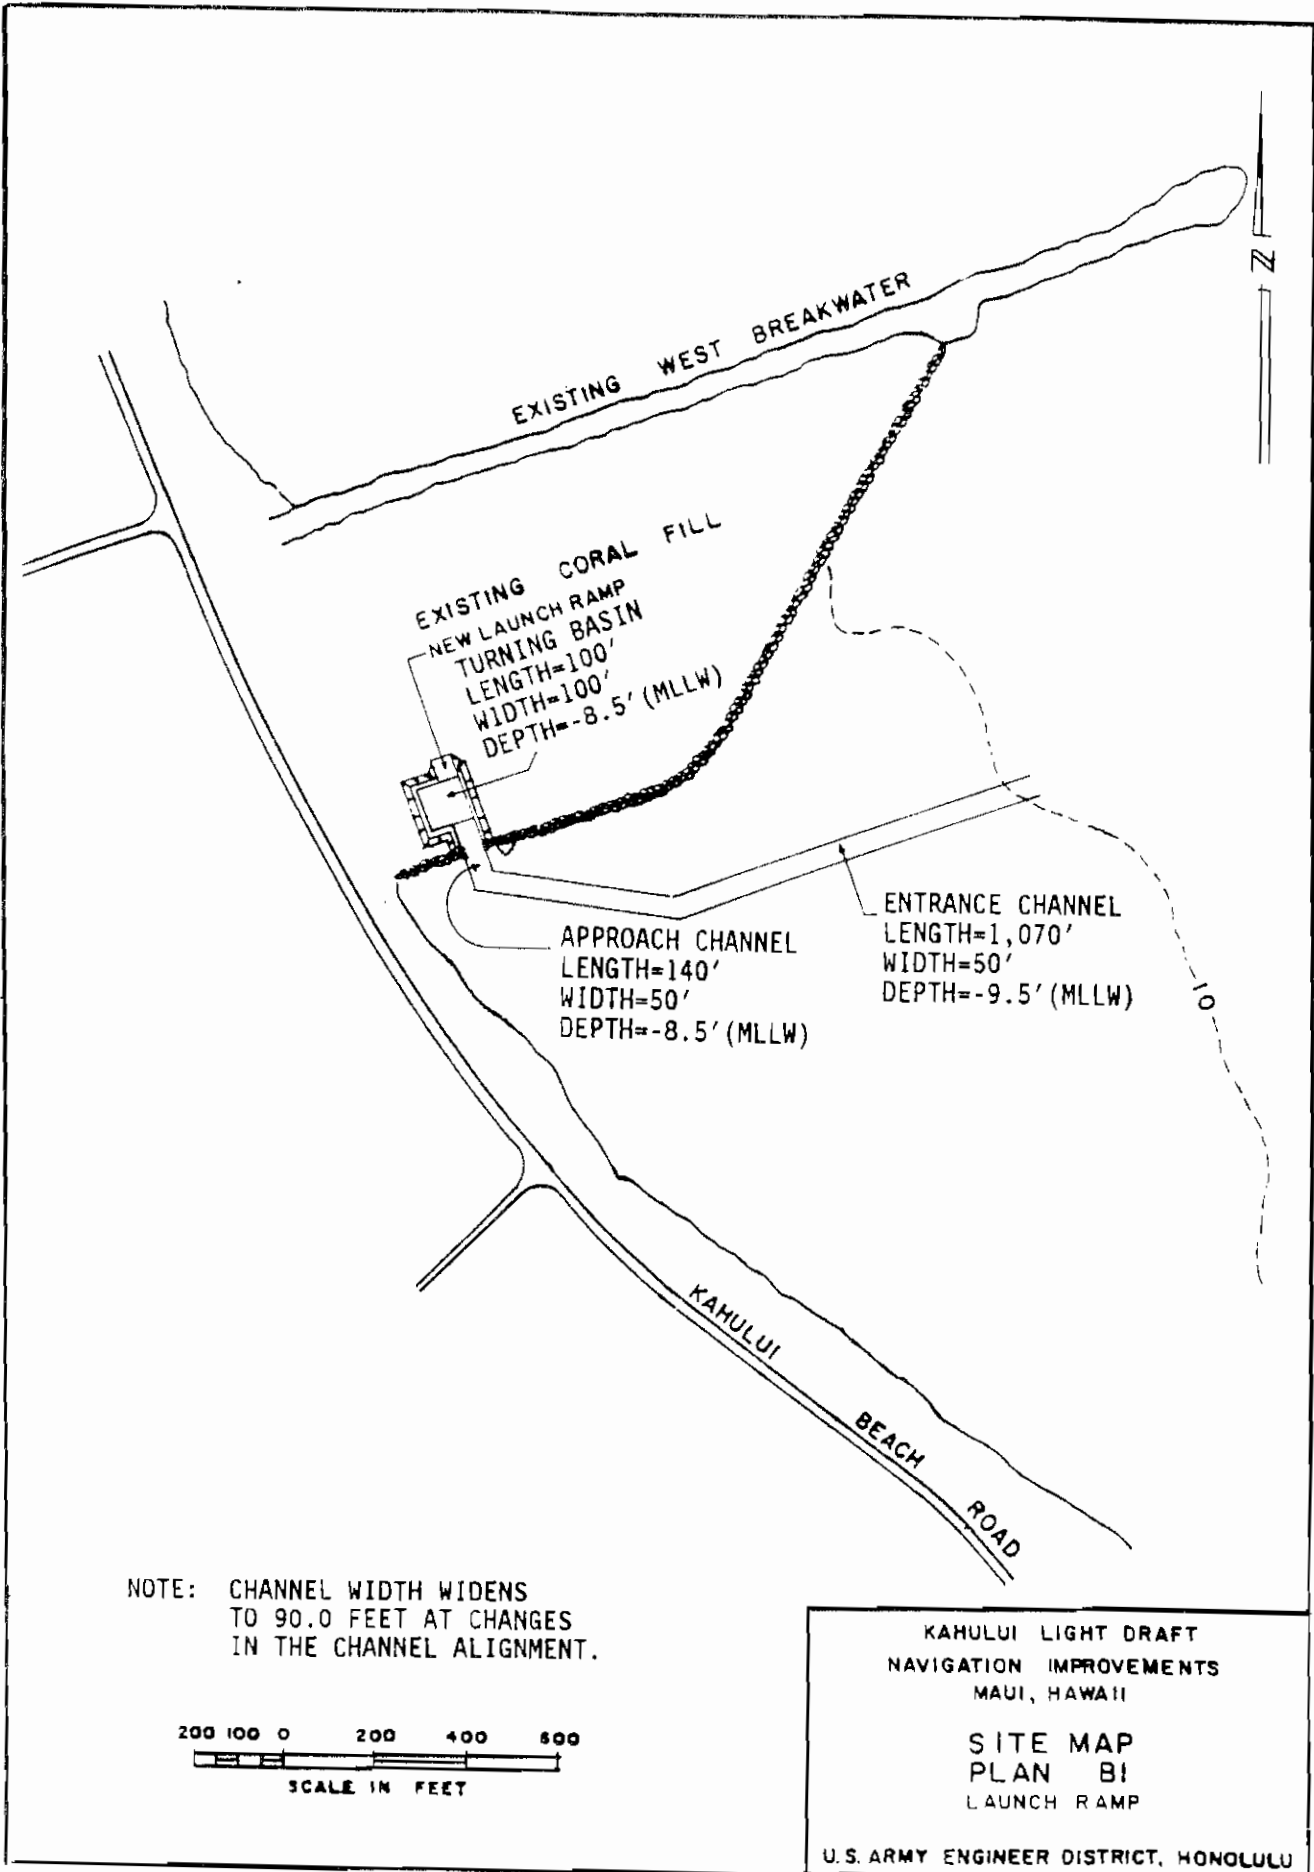 N
EXISTING WEST BREAKWATER
EXISTING CORAL FILL
NEW LAUNCH RAMP
TURNING BASIN
LENGTH=100'
WIDTH=100'
DEPTH=-8.5' (MLLW)
ENTRANCE CHANNEL
LENGTH=1,070'
WIDTH=50'
DEPTH=-9.5' (MLLW)
APPROACH CHANNEL
LENGTH=140'
WIDTH=50'
DEPTH=-8.5' (MLLW)
-10-
KAHULUI BEACH ROAD
NOTE: CHANNEL WIDTH WIDENS
TO 90.0 FEET AT CHANGES
IN THE CHANNEL ALIGNMENT.
200 100 0 200 400 600
SCALE IN FEET
KAHULUI LIGHT DRAFT
NAVIGATION IMPROVEMENTS
MAUI, HAWAII
SITE MAP
PLAN B1
LAUNCH RAMP
U.S. ARMY ENGINEER DISTRICT, HONOLULU